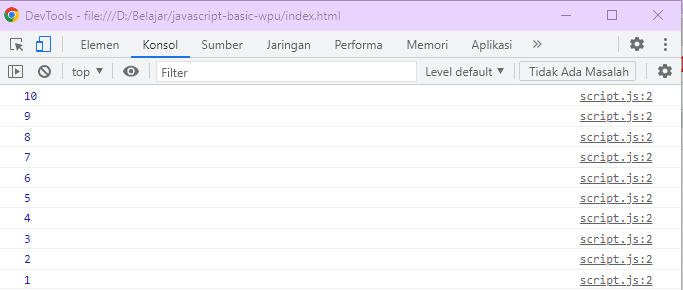 DevTools - file:///D:/Belajar/javascript-basic-wpu/index.html
Elemen Konsol Sumber Jaringan Performa Memori Aplikasi »
top ▼ Filter Level default ▼ Tidak Ada Masalah
10 script.js:2
9 script.js:2
8 script.js:2
7 script.js:2
6 script.js:2
5 script.js:2
4 script.js:2
3 script.js:2
2 script.js:2
1 script.js:2